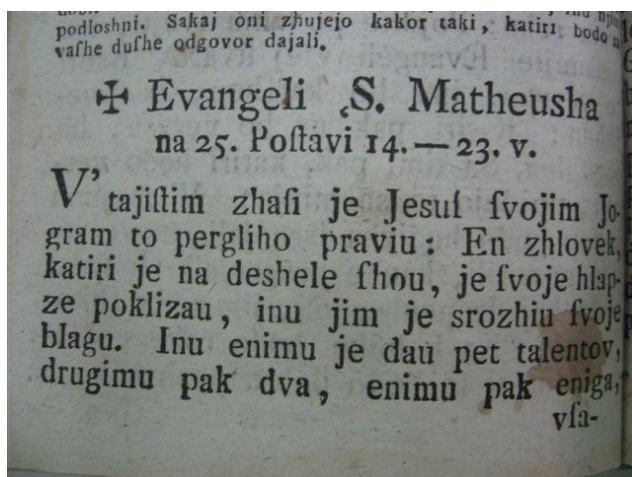 podloshni. Sakaj oni zhujejo kakor taki, katiri bodo
vaſhe duſhe odgovor dajali.
✠ Evangeli S. Matheusha
na 25. Poſtavi 14. — 23. v.
V' tajiſtim zhaſi je Jesuſ ſvojim Jo-
gram to pergliho praviu: En zhlovek,
katiri je na deshele ſhou, je ſvoje hlap-
ze poklizau, inu jim je srozhiu ſvoje
blagu. Inu enimu je dau pet talentov,
drugimu pak dva, enimu pak eniga,
vſa-